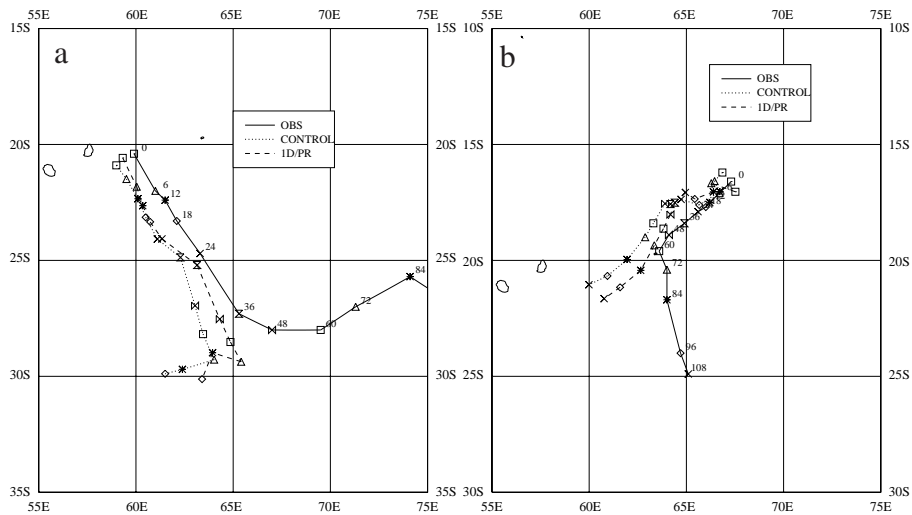 55E 60E 65E 70E 75E
15S
a
OBS
CONTROL
1D/PR
20S 20S
0
6
12
18
24
25S 25S
84
36
72
48
60
30S 30S
35S 35S
55E 60E 65E 70E 75E
55E 60E 65E 70E 75E
10S 10S
b
OBS
CONTROL
1D/PR
15S 15S
0
18
36
48
60
20S 20S
72
84
96
25S 25S
108
30S 30S
55E 60E 65E 70E 75E